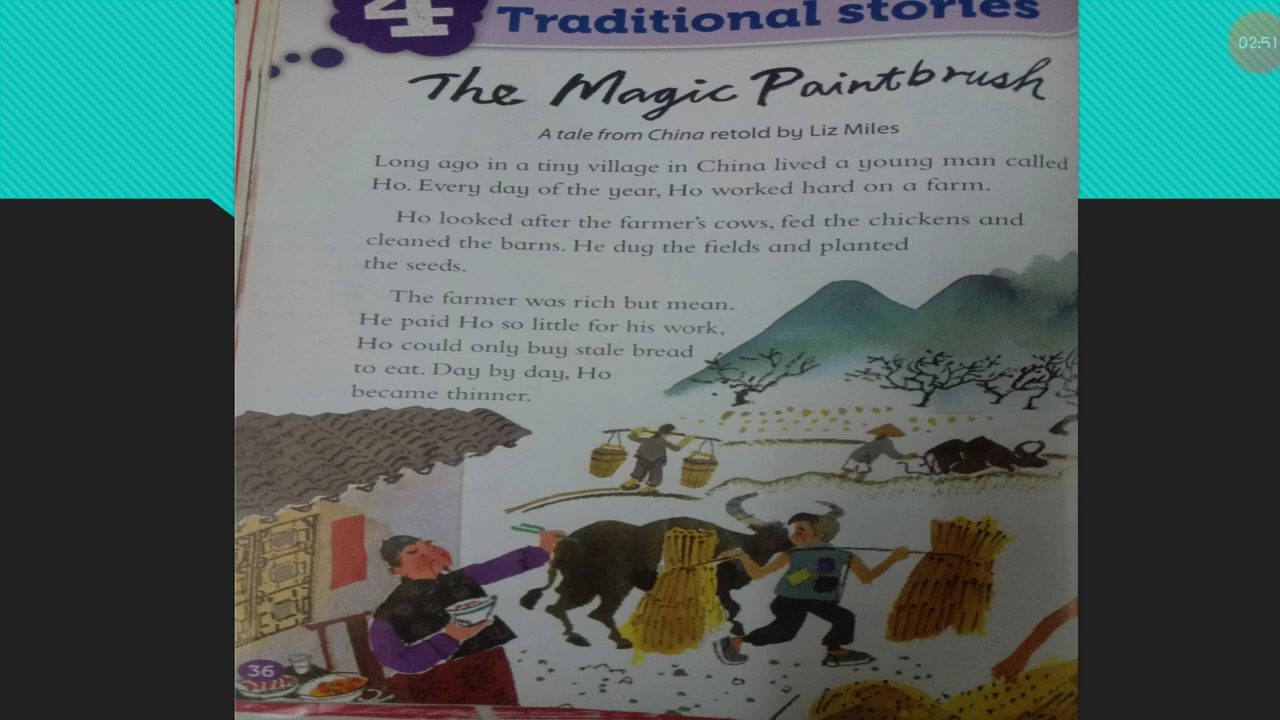 4
Traditional stories
The Magic Paintbrush
A tale from China retold by Liz Miles
Long ago in a tiny village in China lived a young man called
Ho. Every day of the year, Ho worked hard on a farm.
Ho looked after the farmer's cows, fed the chickens and
cleaned the barns. He dug the fields and planted
the seeds.
The farmer was rich but mean.
He paid Ho so little for his work,
Ho could only buy stale bread
to eat. Day by day, Ho
became thinner.
36
02:51